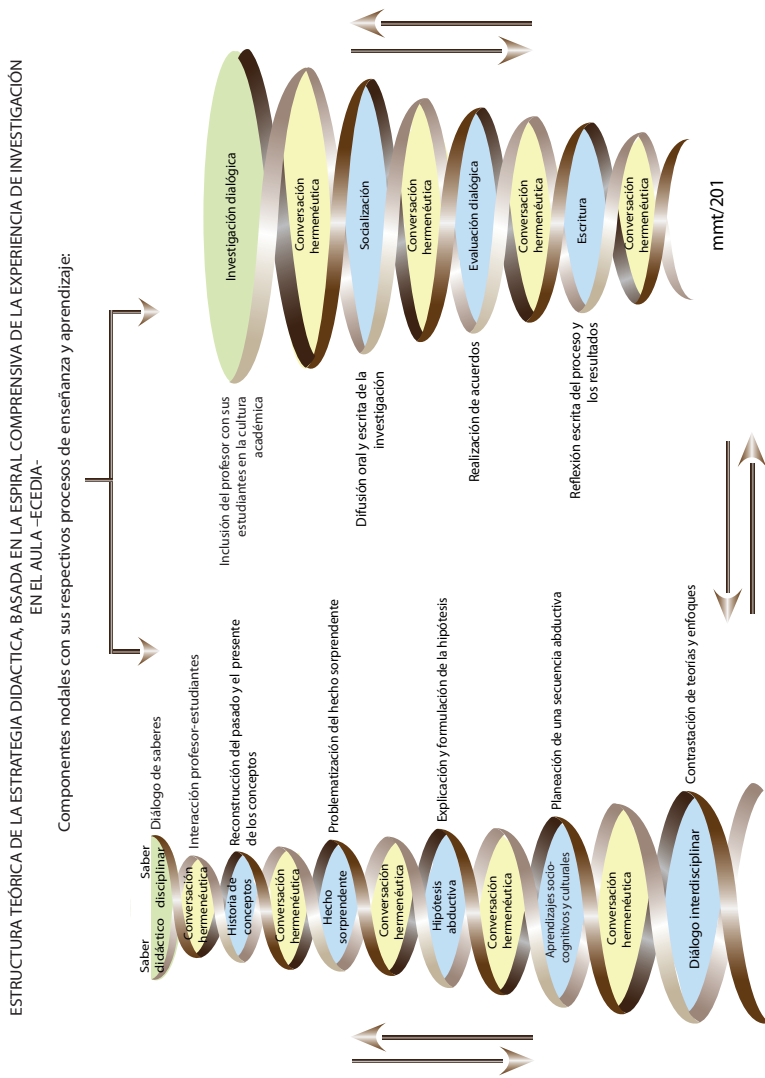 ESTRUCTURA TEÓRICA DE LA ESTRATEGIA DIDACTICA, BASADA EN LA ESPIRAL COMPRENSIVA DE LA EXPERIENCIA DE INVESTIGACIÓN
EN EL AULA –ECEDIA-
Componentes nodales con sus respectivos procesos de enseñanza y aprendizaje:
Saber Saber
didáctico disciplinar
Diálogo de saberes
Conversación
hermenéutica
Interacción profesor-estudiantes
Historia de
conceptos
Reconstrucción del pasado y el presente
de los conceptos
Conversación
hermenéutica
Hecho
sorprendente
Problematización del hecho sorprendente
Conversación
hermenéutica
Hipótesis
abductiva
Explicación y formulación de la hipótesis
Conversación
hermenéutica
Aprendizajes socio-
cognitivos y culturales
Planeación de una secuencia abductiva
Conversación
hermenéutica
Diálogo interdisciplinar
Contrastación de teorías y enfoques
Inclusión del profesor con sus
estudiantes en la cultura
académica
Investigación dialógica
Conversación
hermenéutica
Difusión oral y escrita de la
investigación
Socialización
Conversación
hermenéutica
Realización de acuerdos
Evaluación dialógica
Conversación
hermenéutica
Reflexión escrita del proceso y
los resultados
Escritura
Conversación
hermenéutica
mmt/201